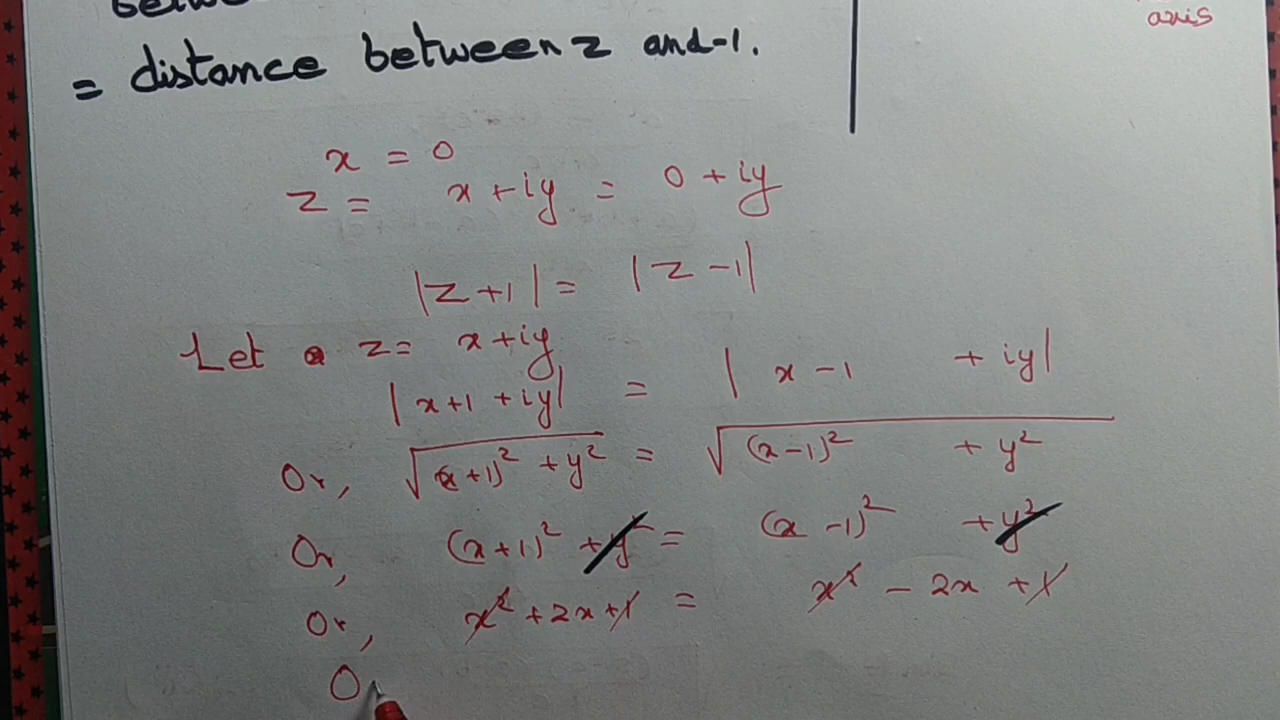 = distance between z and -1.
axis
x = 0
z = x + iy = 0 + iy
|z+1| = |z-1|
Let z = x+iy
|x+1+iy| = |x-1 + iy|
Or, √(x+1)² + y² = √(x-1)² + y²
Or, (x+1)² + y² = (x-1)² + y²
Or, x² + 2x + 1 = x² - 2x + 1
O